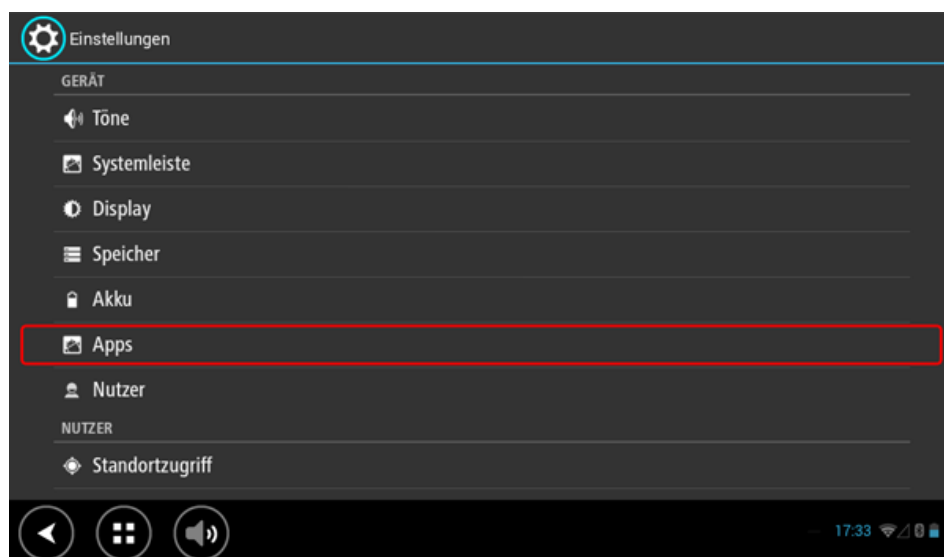 Einstellungen
GERÄT
Töne
Systemleiste
Display
Speicher
Akku
Apps
Nutzer
NUTZER
Standortzugriff
17:33